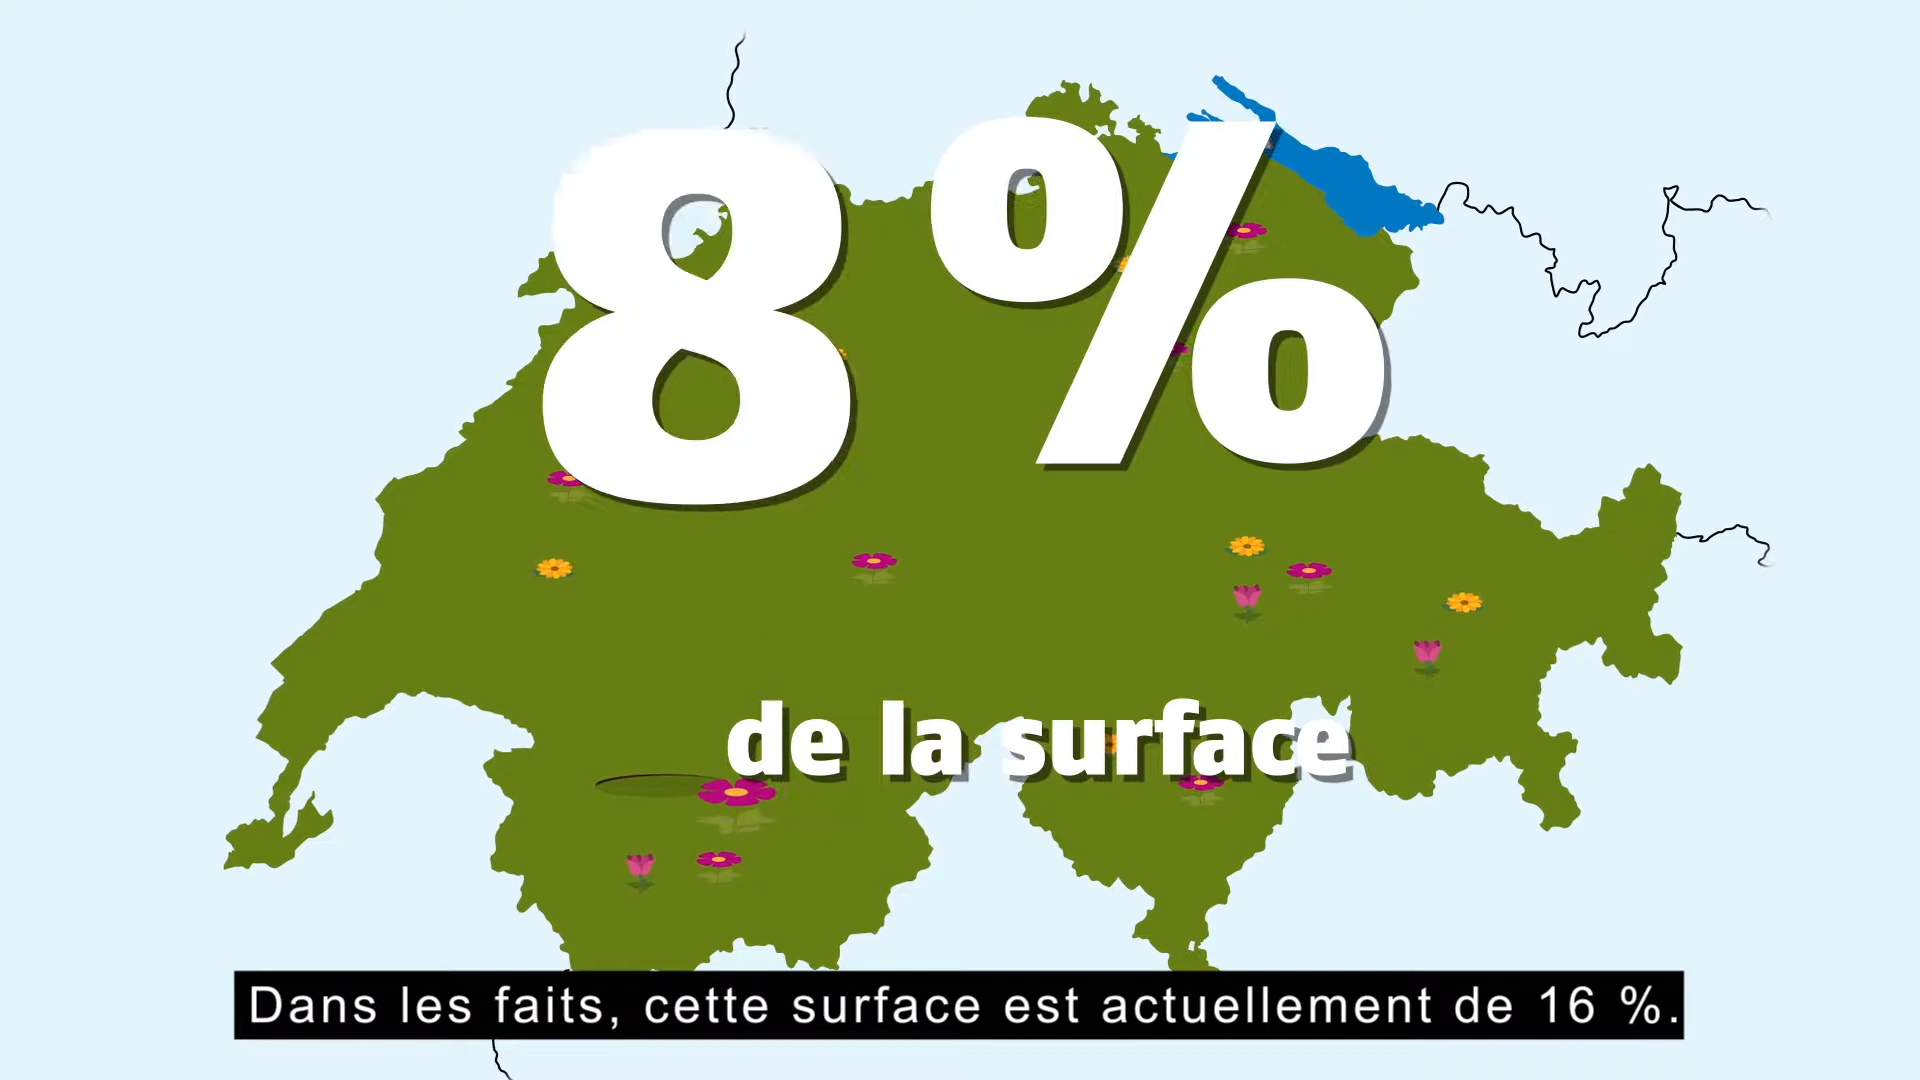 8%
de la surface
Dans les faits, cette surface est actuellement de 16 %.